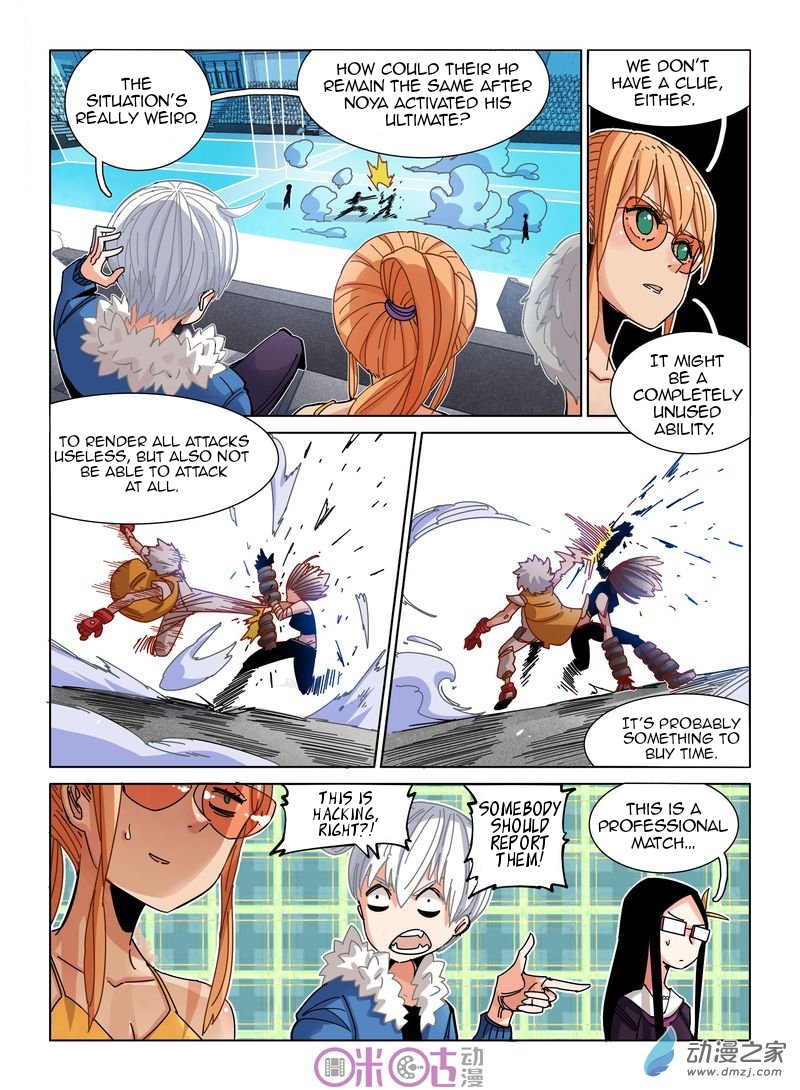 THE
SITUATION'S
REALLY WEIRD.
HOW COULD THEIR HP
REMAIN THE SAME AFTER
NOYA ACTIVATED HIS
ULTIMATE?
WE DON'T
HAVE A CLUE,
EITHER.
IT MIGHT
BE A
COMPLETELY
UNUSED
ABILITY.
TO RENDER ALL ATTACKS
USELESS, BUT ALSO NOT
BE ABLE TO ATTACK
AT ALL.
IT'S PROBABLY
SOMETHING TO
BUY TIME.
THIS IS
HACKING,
RIGHT?!
SOMEBODY
SHOULD
REPORT
THEM!
THIS IS A
PROFESSIONAL
MATCH...
咪咕动漫
动漫之家
www.dmzj.com